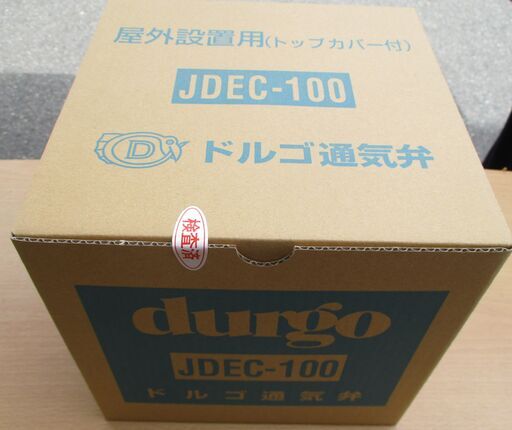 屋外設置用(トップカバー付)
JDEC-100
D ドルゴ通気弁
検査済
durgo
JDEC-100
ドルゴ通気弁